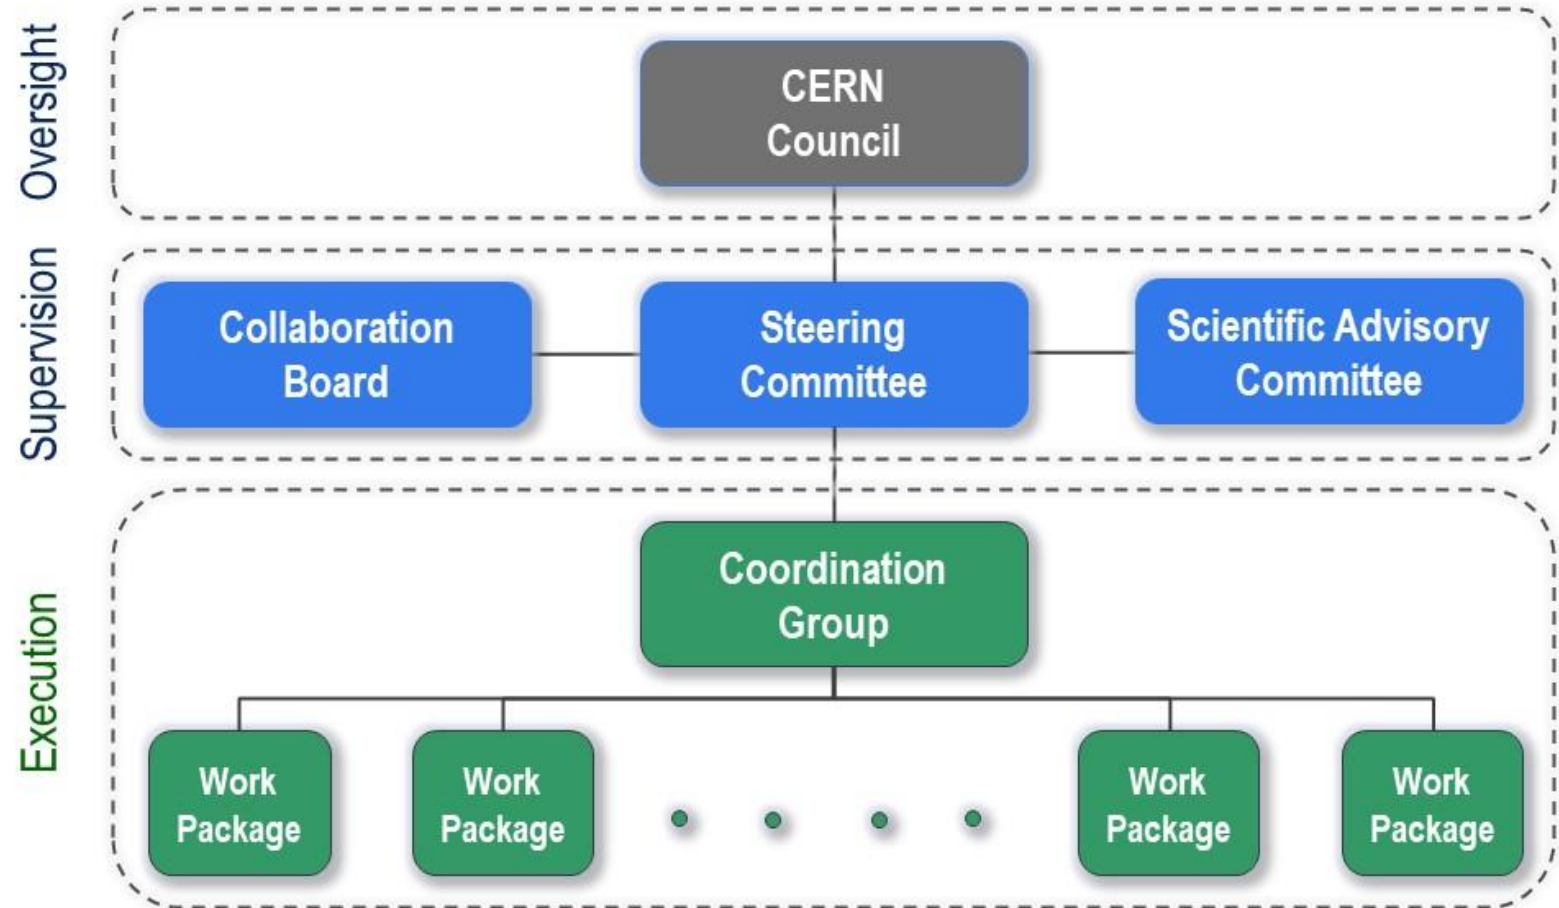 Oversight
CERN
Council
Supervision
Collaboration
Board
Steering
Committee
Scientific Advisory
Committee
Execution
Coordination
Group
Work
Package
Work
Package
Work
Package
Work
Package